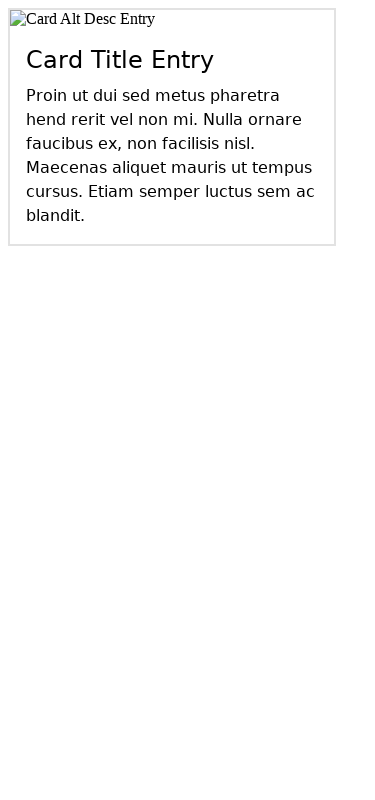 Card Alt Desc Entry
Card Title Entry
Proin ut dui sed metus pharetra
hend rerit vel non mi. Nulla ornare
faucibus ex, non facilisis nisl.
Maecenas aliquet mauris ut tempus
cursus. Etiam semper luctus sem ac
blandit.